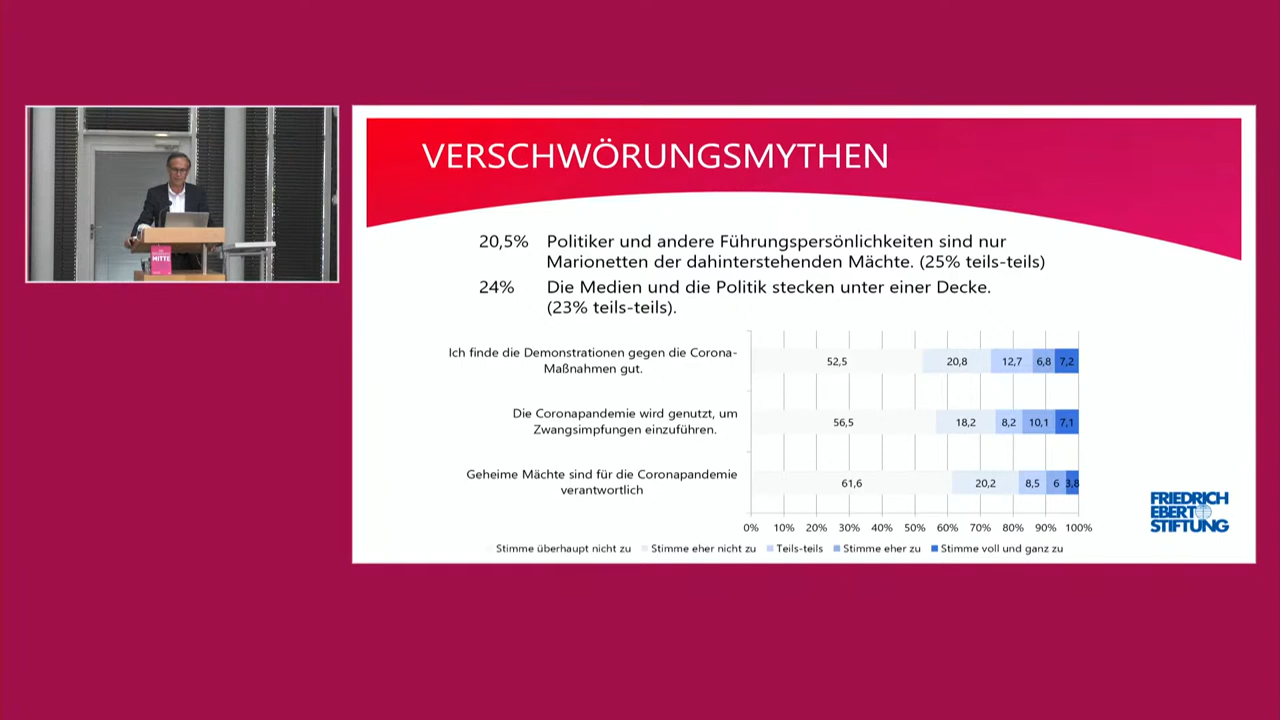 VERSCHWÖRUNGSMYTHEN
20,5% Politiker und andere Führungspersönlichkeiten sind nur
Marionetten der dahinterstehenden Mächte. (25% teils-teils)
24% Die Medien und die Politik stecken unter einer Decke.
(23% teils-teils).
Ich finde die Demonstrationen gegen die Corona-
Maßnahmen gut.
52,5 20,8 12,7 6,8 7,2
Die Coronapandemie wird genutzt, um
Zwangsimpfungen einzuführen.
56,5 18,2 8,2 10,1 7,1
Geheime Mächte sind für die Coronapandemie
verantwortlich
61,6 20,2 8,5 6 3,8
0% 10% 20% 30% 40% 50% 60% 70% 80% 90% 100%
Stimme überhaupt nicht zu Stimme eher nicht zu Teils-teils Stimme eher zu Stimme voll und ganz zu
FRIEDRICH
EBERT
STIFTUNG
MITTE